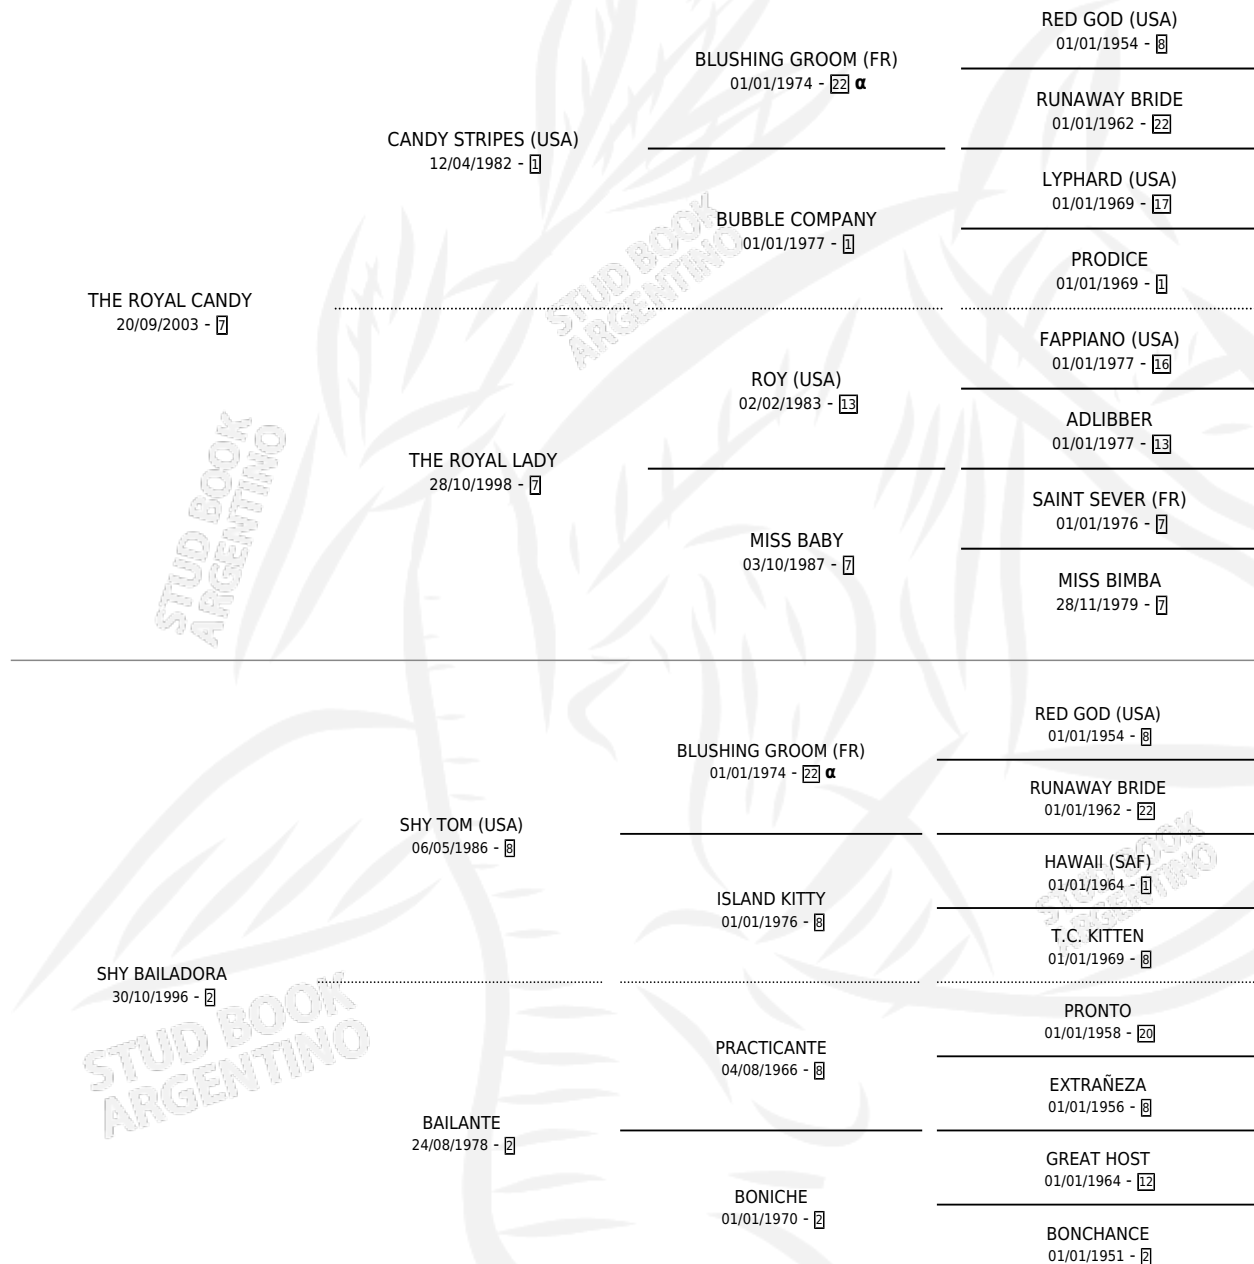 RED GOD (USA)
01/01/1954 - 8
BLUSHING GROOM (FR)
01/01/1974 - 22 α
RUNAWAY BRIDE
01/01/1962 - 22
CANDY STRIPES (USA)
12/04/1982 - 1
LYPHARD (USA)
01/01/1969 - 17
BUBBLE COMPANY
01/01/1977 - 1
PRODICE
01/01/1969 - 1
THE ROYAL CANDY
20/09/2003 - 7
FAPPIANO (USA)
01/01/1977 - 16
ROY (USA)
02/02/1983 - 13
ADLIBBER
01/01/1977 - 13
THE ROYAL LADY
28/10/1998 - 7
SAINT SEVER (FR)
01/01/1976 - 7
MISS BABY
03/10/1987 - 7
MISS BIMBA
28/11/1979 - 7
STUD BOOK
ARGENTINO
STUD BOOK
ARGENTINO
RED GOD (USA)
01/01/1954 - 8
BLUSHING GROOM (FR)
01/01/1974 - 22 α
RUNAWAY BRIDE
01/01/1962 - 22
SHY TOM (USA)
06/05/1986 - 8
HAWAII (SAF)
01/01/1964 - 1
ISLAND KITTY
01/01/1976 - 8
T.C. KITTEN
01/01/1969 - 8
SHY BAILADORA
30/10/1996 - 2
PRONTO
01/01/1958 - 20
PRACTICANTE
04/08/1966 - 8
EXTRAÑEZA
01/01/1956 - 8
BAILANTE
24/08/1978 - 2
GREAT HOST
01/01/1964 - 12
BONICHE
01/01/1970 - 2
BONCHANCE
01/01/1951 - 2
STUD BOOK
ARGENTINO
STUD BOOK
ARGENTINO